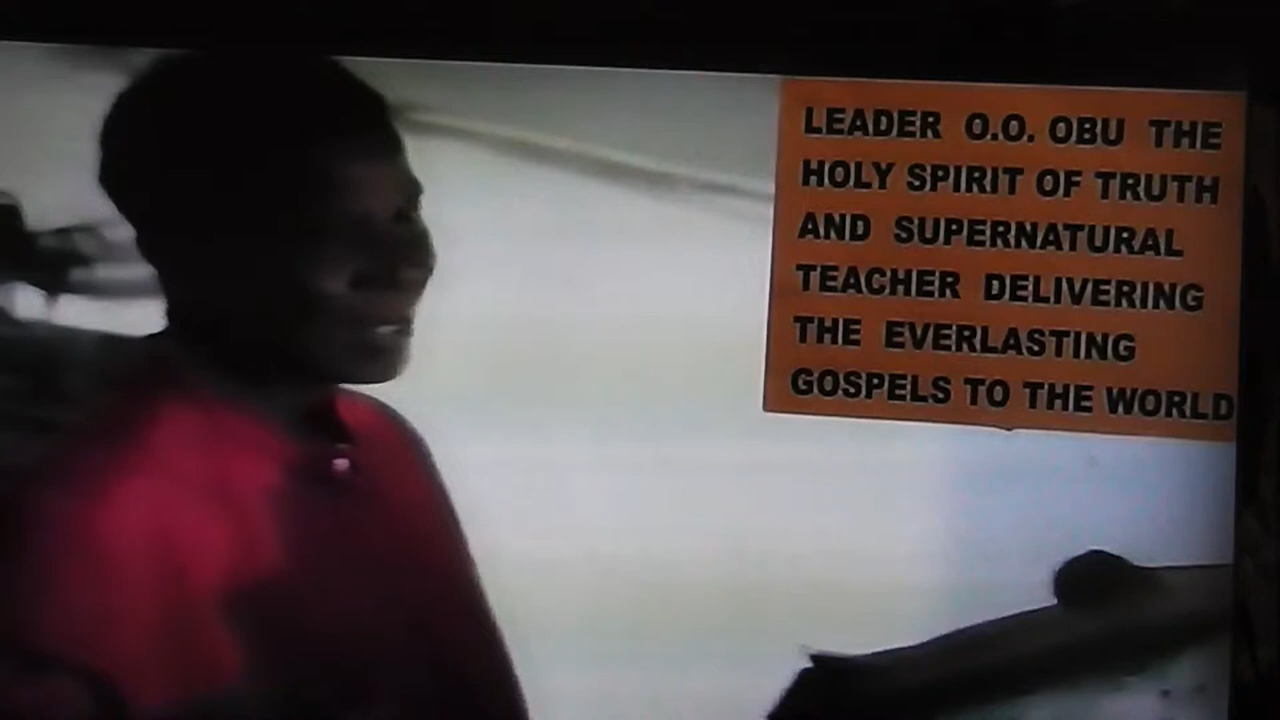 LEADER O.O. OBU THE
HOLY SPIRIT OF TRUTH
AND SUPERNATURAL
TEACHER DELIVERING
THE EVERLASTING
GOSPELS TO THE WORLD